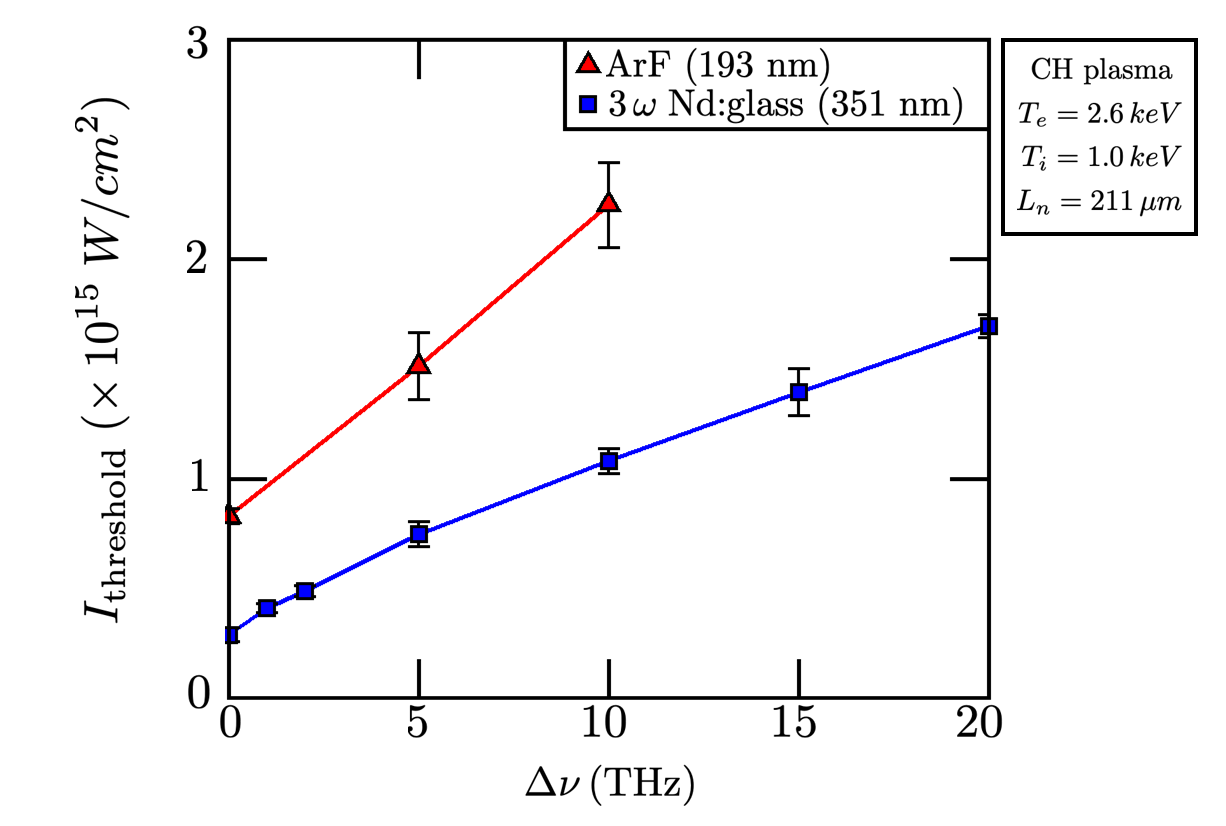 3
2
1
0
0 5 10 15 20
Δν (THz)
I_threshold (× 10^15 W/cm^2)
ArF (193 nm)
3 ω Nd:glass (351 nm)
CH plasma
T_e = 2.6 keV
T_i = 1.0 keV
L_n = 211 μm